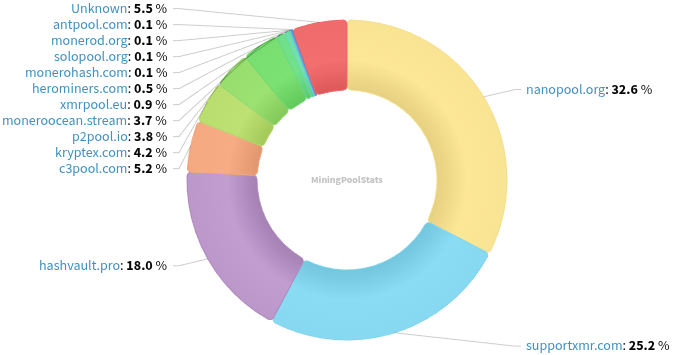 Unknown: 5.5 %
antpool.com: 0.1 %
monerod.org: 0.1 %
solopool.org: 0.1 %
monerohash.com: 0.1 %
herominers.com: 0.5 %
xmrpool.eu: 0.9 %
moneroocean.stream: 3.7 %
p2pool.io: 3.8 %
kryptex.com: 4.2 %
c3pool.com: 5.2 %
hashvault.pro: 18.0 %
MiningPoolStats
nanopool.org: 32.6 %
supportxmr.com: 25.2 %